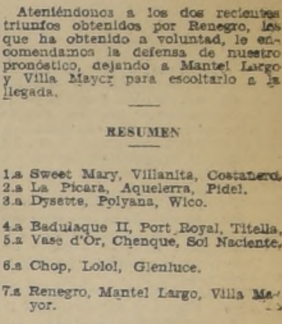 Ateniéndonos a los dos recientes
triunfos obtenidos por Renegro, los
que ha obtenido a voluntad, le en-
comendamos la defensa de nuestro
pronóstico, dejando a Mantel Largo
y Villa Mayor para escoltarlo a la
llegada.
RESUMEN
1.a Sweet Mary, Villanita, Costanera.
2.a La Picara, Aquelerra, Pidel.
3.a Dysette, Polyana, Wico.
4.a Badulaque II, Port Royal, Titella,
5.a Vase d'Or, Chenque, Sol Naciente,
6.a Chop, Lolol, Glenluce.
7.a Renegro, Mantel Largo, Villa Ma-
yor.